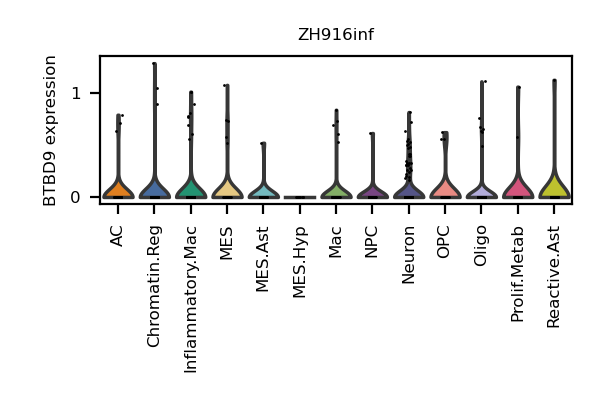 ZH916inf
BTBD9 expression
1
0
AC
Chromatin.Reg
Inflammatory.Mac
MES
MES.Ast
MES.Hyp
Mac
NPC
Neuron
OPC
Oligo
Prolif.Metab
Reactive.Ast